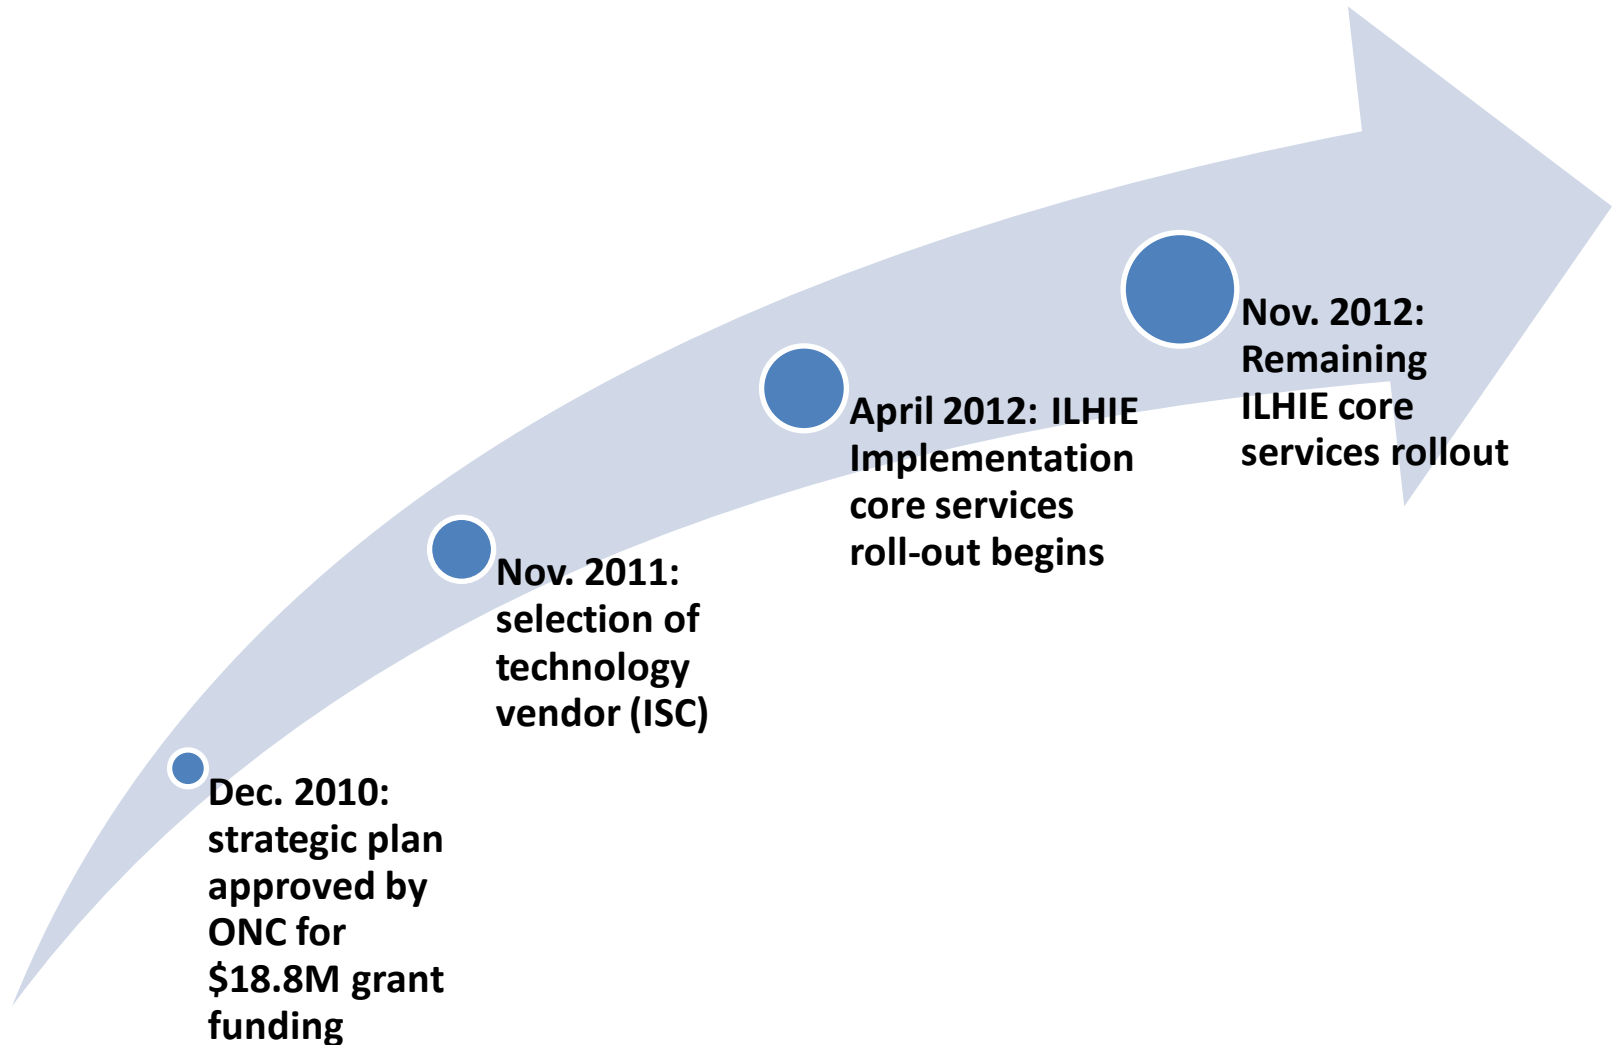 Nov. 2012:
Remaining
ILHIE core
services rollout
April 2012: ILHIE
Implementation
core services
roll-out begins
Nov. 2011:
selection of
technology
vendor (ISC)
Dec. 2010:
strategic plan
approved by
ONC for
$18.8M grant
funding